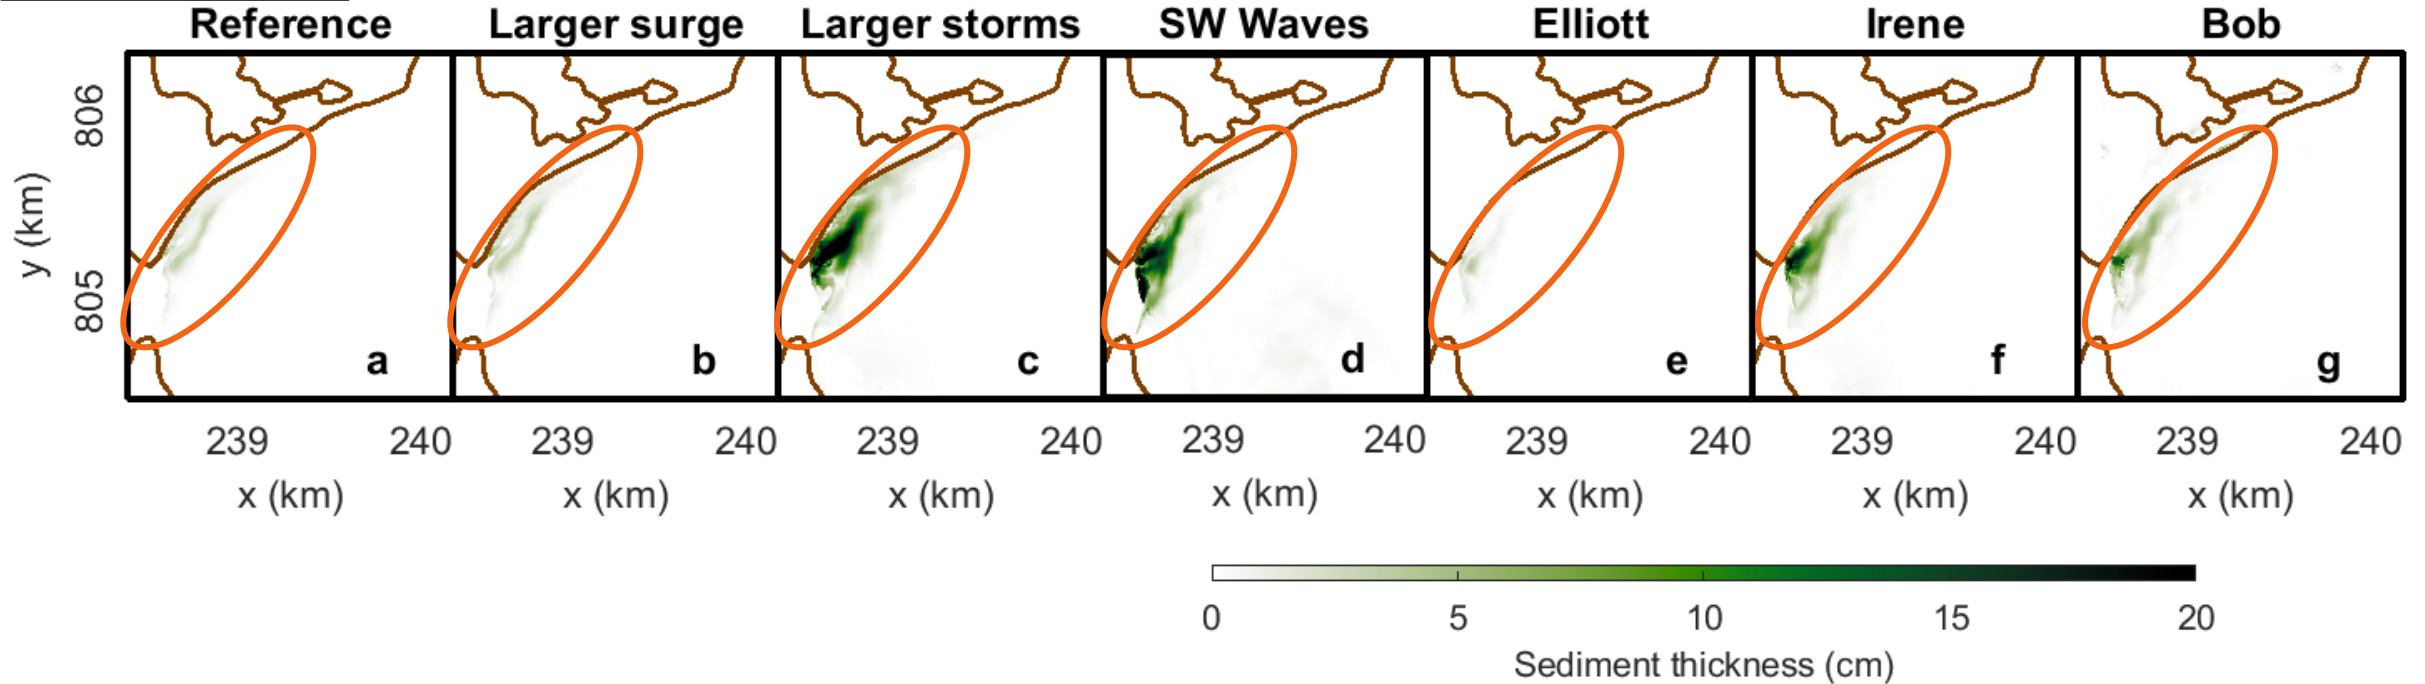 Reference Larger surge Larger storms SW Waves Elliott Irene Bob
806
y (km)
805
a b c d e f g
239 240 239 240 239 240 239 240 239 240 239 240 239 240
x (km) x (km) x (km) x (km) x (km) x (km) x (km)
0 5 10 15 20
Sediment thickness (cm)